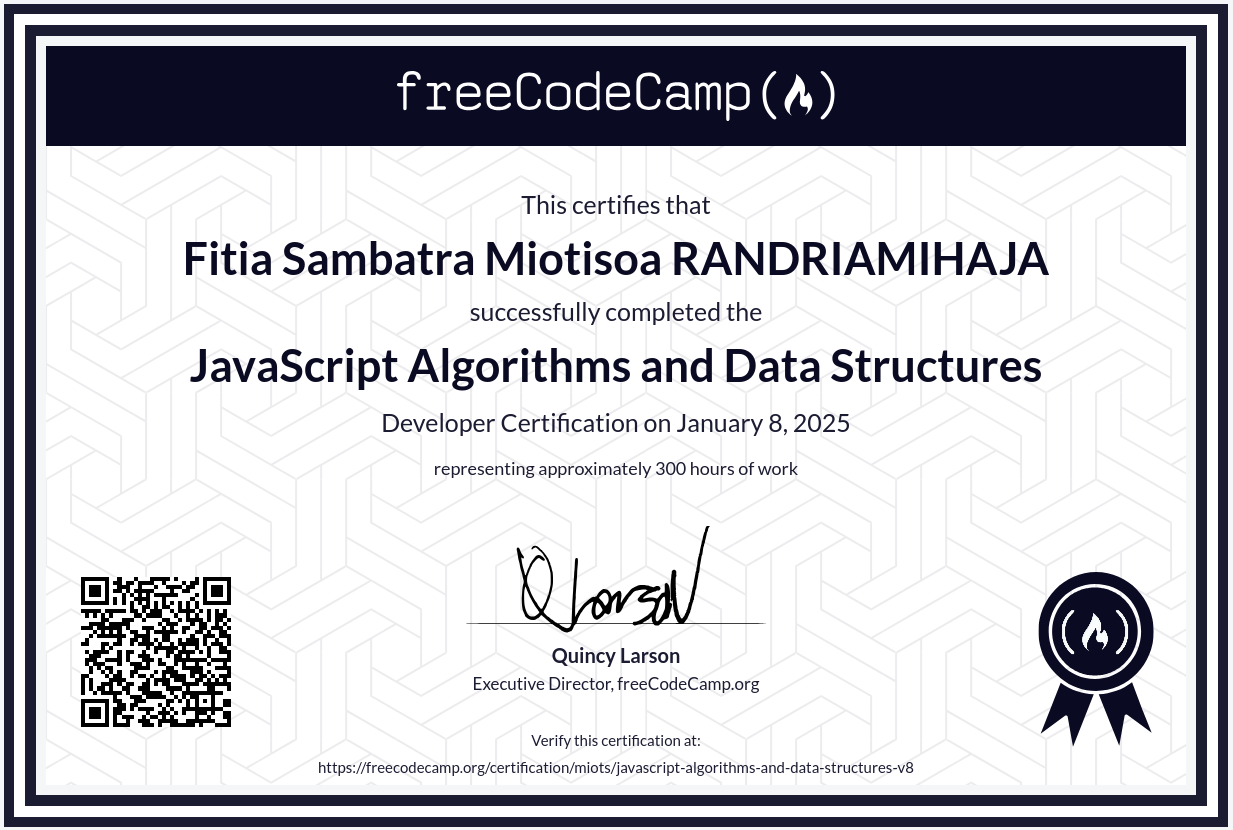 freeCodeCamp
This certifies that
Fitia Sambatra Miotisoa RANDRIAMIHAJA
successfully completed the
JavaScript Algorithms and Data Structures
Developer Certification on January 8, 2025
representing approximately 300 hours of work
Quincy Larson
Executive Director, freeCodeCamp.org
Verify this certification at:
https://freecodecamp.org/certification/miots/javascript-algorithms-and-data-structures-v8